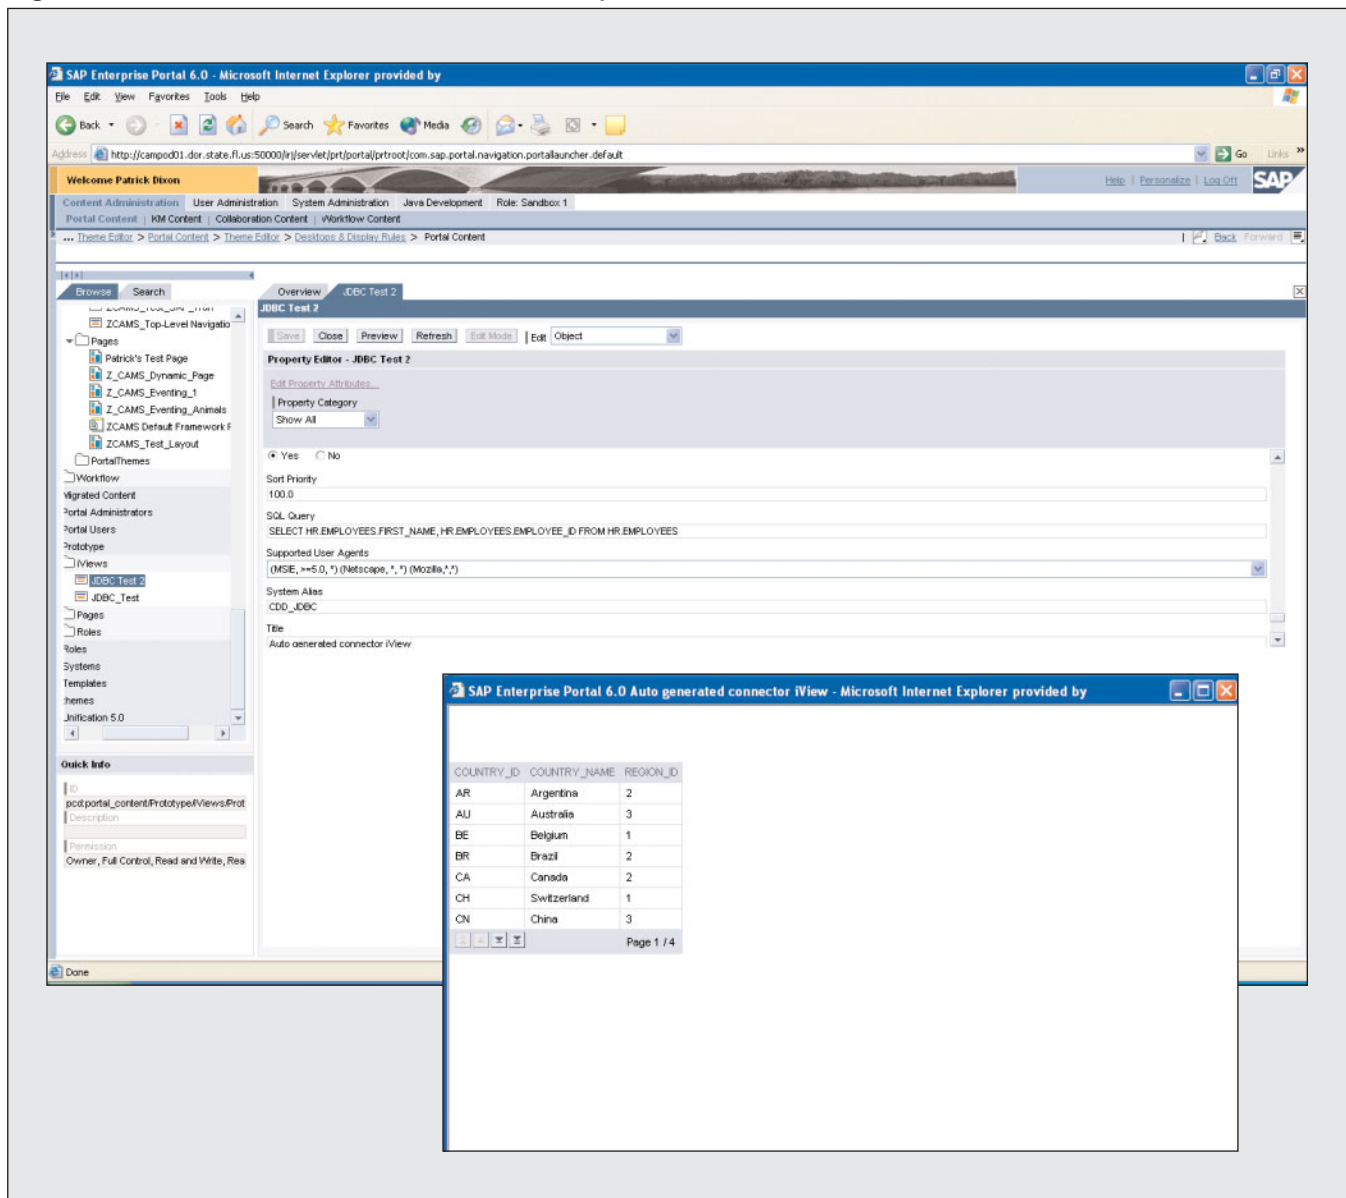 SAP Enterprise Portal 6.0 - Microsoft Internet Explorer provided by
File Edit View Favorites Tools Help
Back Search Favorites Media
Address http://campod01.dor.state.fl.us:50000/irj/servlet/prt/portal/prtroot/com.sap.portal.navigation.portallauncher.default Go Links »
Welcome Patrick Dixon Help | Personalize | Log Off SAP
Content Administration User Administration System Administration Java Development Role: Sandbox 1
Portal Content | KM Content | Collaboration Content | Workflow Content
... Theme Editor > Portal Content > Theme Editor > Desktops & Display Rules > Portal Content | Back Forward
Browse Search
ZCAMS_Top-Level Navigatio
Pages
Patrick's Test Page
Z_CAMS_Dynamic_Page
Z_CAMS_Eventing_1
Z_CAMS_Eventing_Animals
ZCAMS Default Framework F
ZCAMS_Test_Layout
PortalThemes
Workflow
Migrated Content
Portal Administrators
Portal Users
Prototype
iViews
JDBC Test 2
JDBC_Test
Pages
Roles
Roles
Systems
Templates
hemes
Unification 5.0
Quick Info
ID
pcd:portal_content/Prototype/iViews/Prot
Description
Permission
Owner, Full Control, Read and Write, Rea
Overview JDBC Test 2
JDBC Test 2
Save Close Preview Refresh Edit Mode | Edit Object
Property Editor - JDBC Test 2
Edit Property Attributes...
Property Category
Show All
Yes No
Sort Priority
100.0
SQL Query
SELECT HR.EMPLOYEES.FIRST_NAME, HR.EMPLOYEES.EMPLOYEE_ID FROM HR.EMPLOYEES
Supported User Agents
(MSIE, >=5.0, *) (Netscape, *, *) (Mozilla,*,*)
System Alias
CDD_JDBC
Title
Auto generated connector iView
SAP Enterprise Portal 6.0 Auto generated connector iView - Microsoft Internet Explorer provided by
COUNTRY_ID COUNTRY_NAME REGION_ID
AR Argentina 2
AU Australia 3
BE Belgium 1
BR Brazil 2
CA Canada 2
CH Switzerland 1
CN China 3
Page 1 / 4
Done